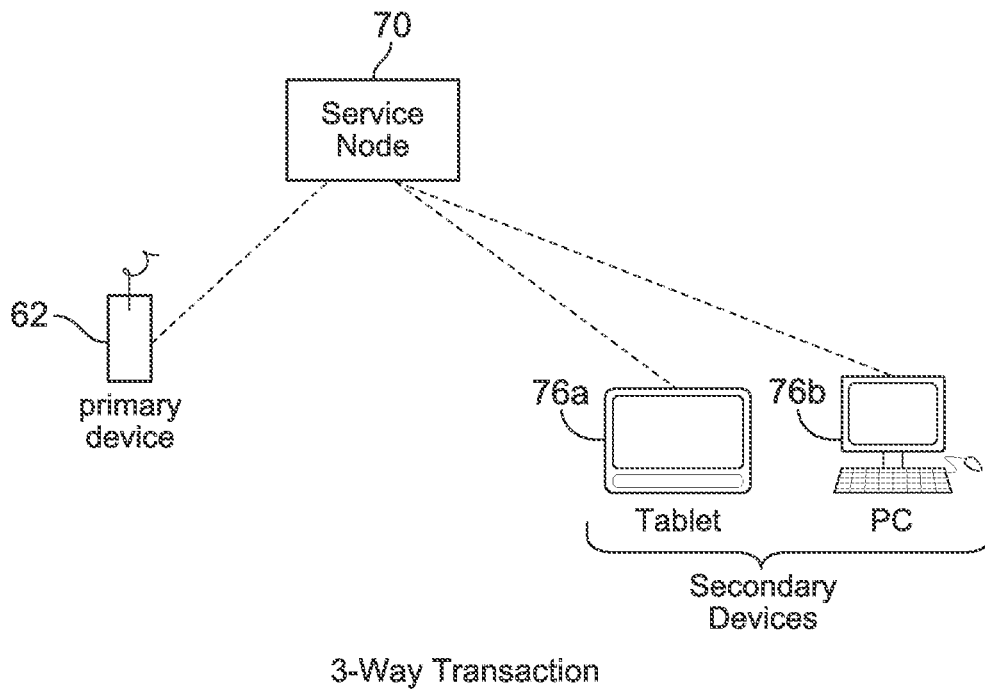 70
Service
Node
62
primary
device
76a
76b
Tablet
PC
Secondary
Devices
3-Way Transaction